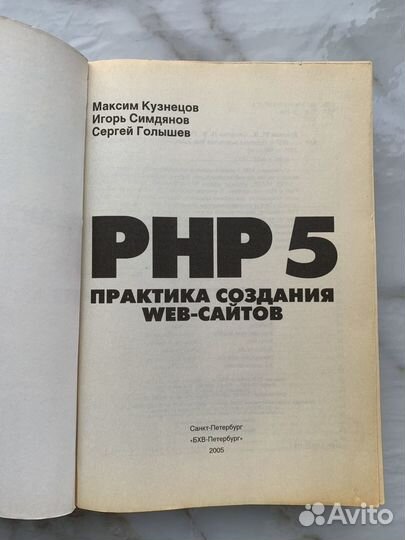 Максим Кузнецов
Игорь Симдянов
Сергей Голышев
PHP 5
ПРАКТИКА СОЗДАНИЯ
WEB-САЙТОВ
Санкт-Петербург
«БХВ-Петербург»
2005
Avito